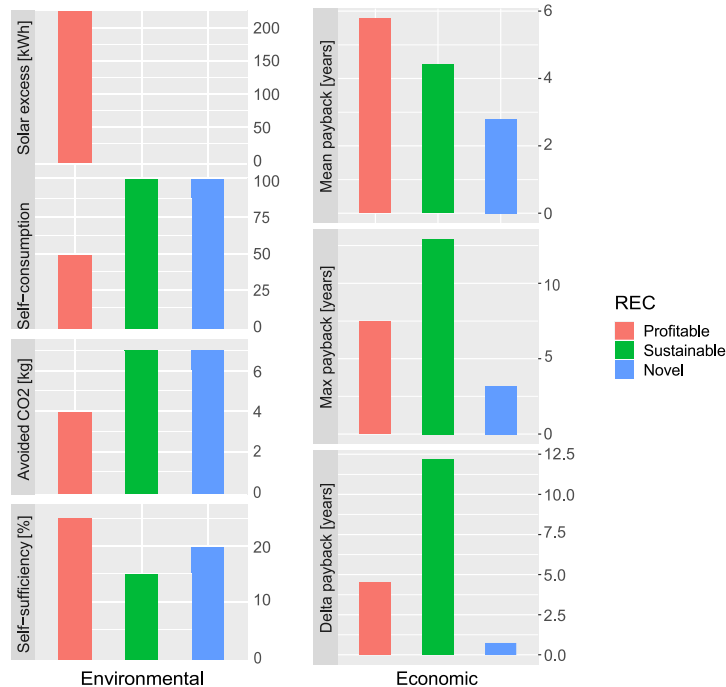 Solar excess [kWh]
200
150
100
50
0
Self-consumption
100
75
50
25
0
Avoided CO2 [kg]
6
4
2
0
Self-sufficiency [%]
20
10
0
Environmental
Mean payback [years]
6
4
2
0
Max payback [years]
10
5
0
Delta payback [years]
12.5
10.0
7.5
5.0
2.5
0.0
Economic
REC
Profitable
Sustainable
Novel